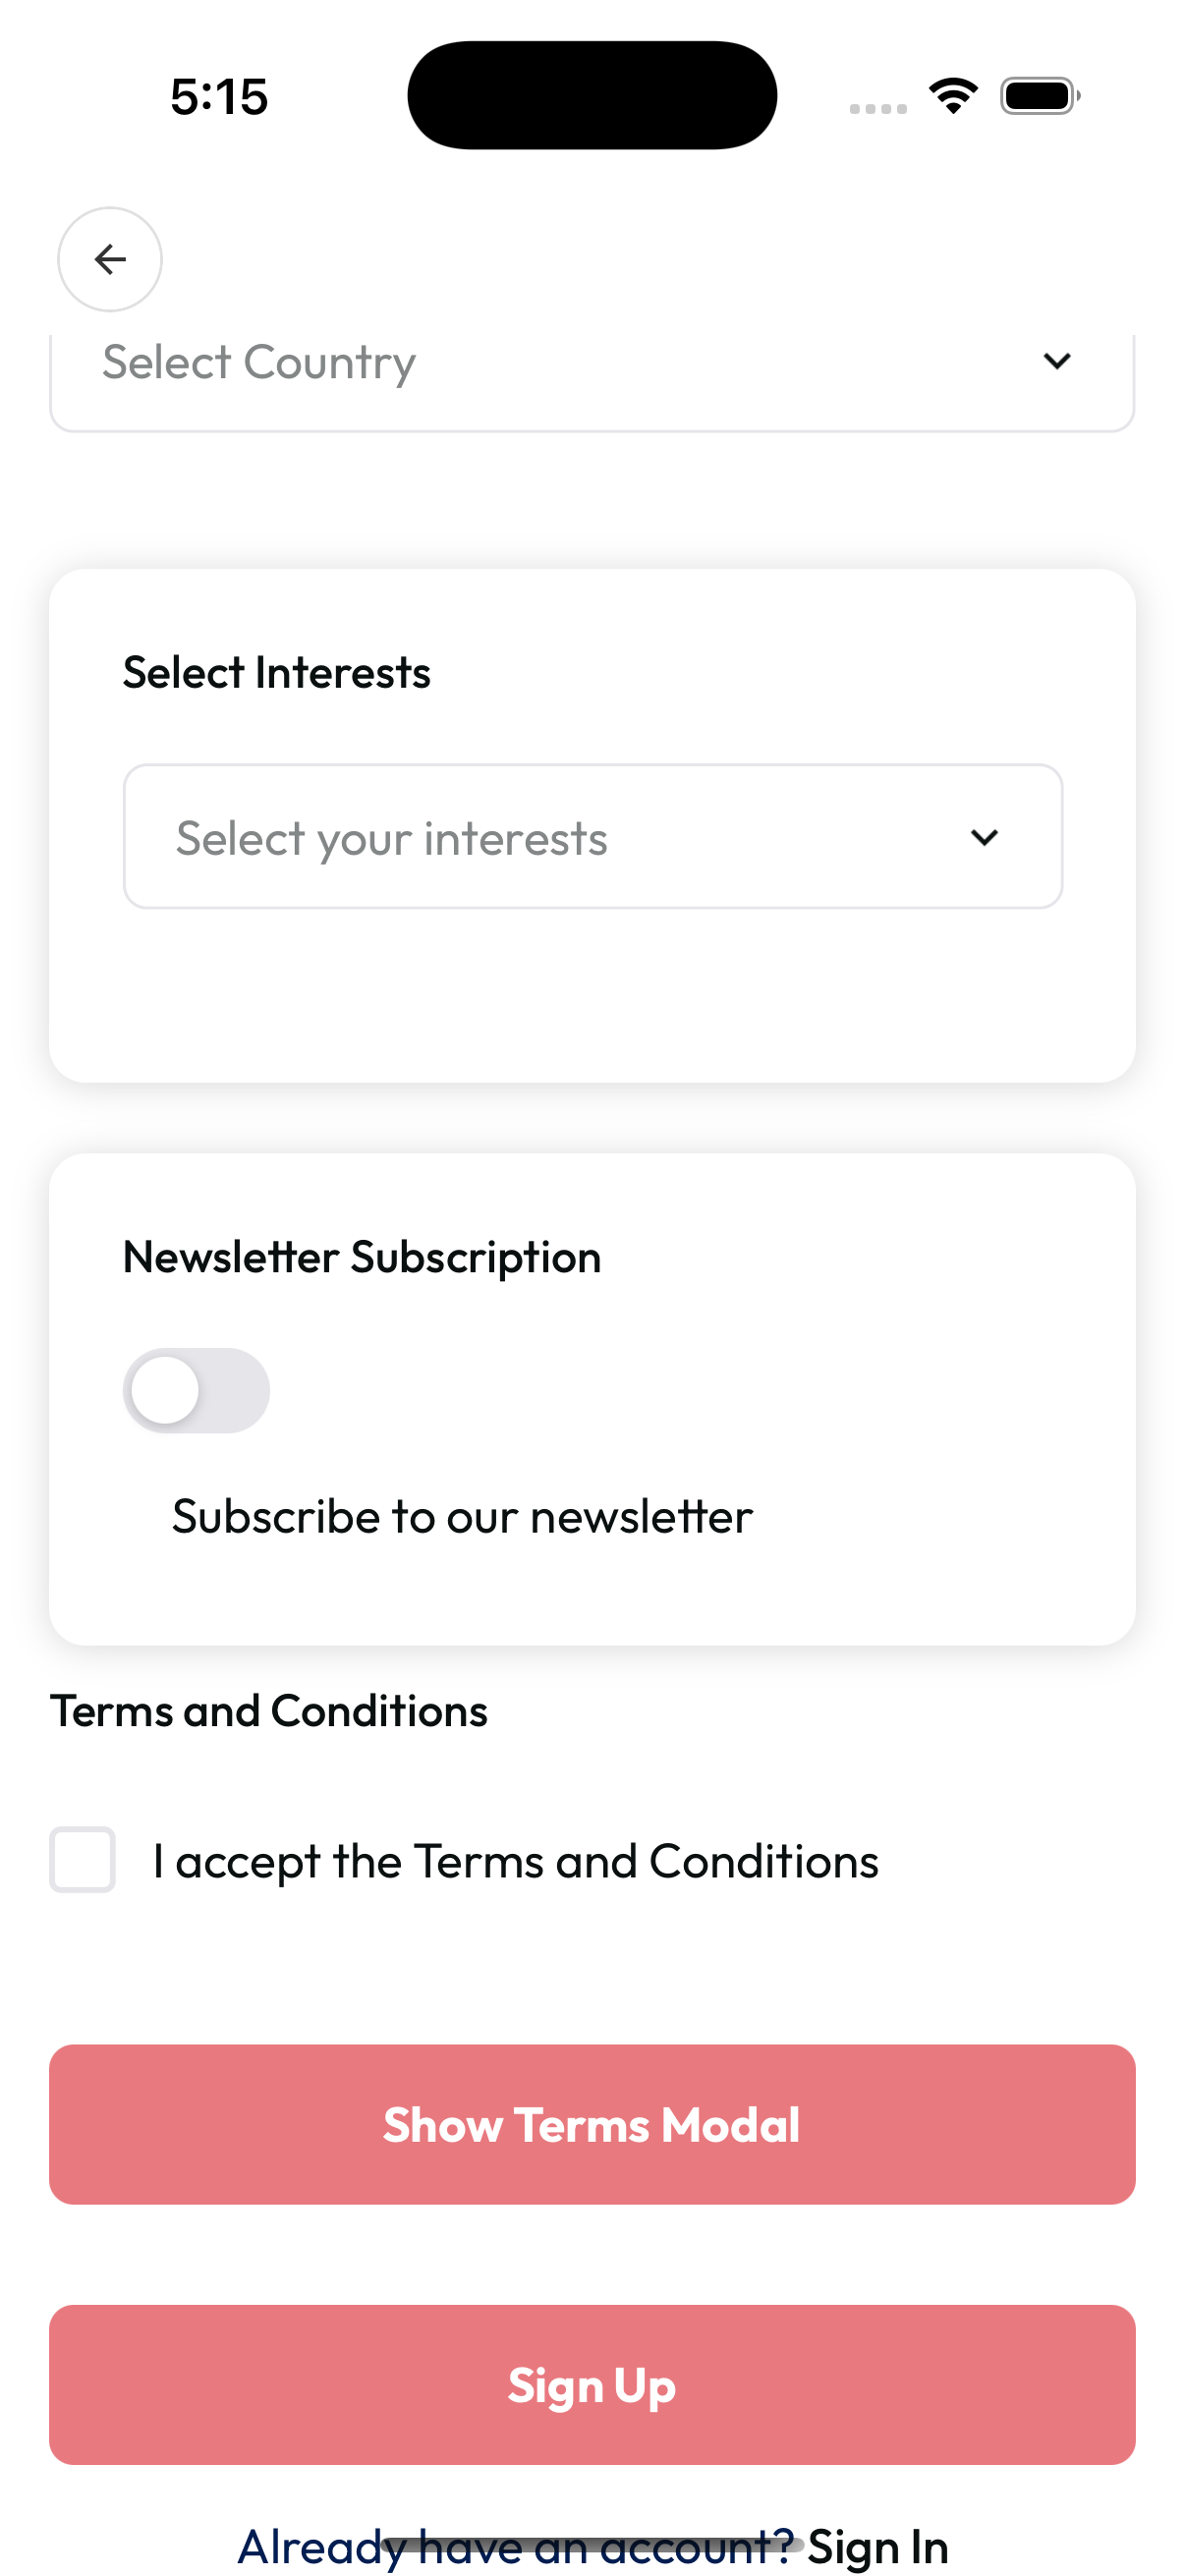 5:15
Select Country
Select Interests
Select your interests
Newsletter Subscription
Subscribe to our newsletter
Terms and Conditions
I accept the Terms and Conditions
Show Terms Modal
Sign Up
Already have an account? Sign In